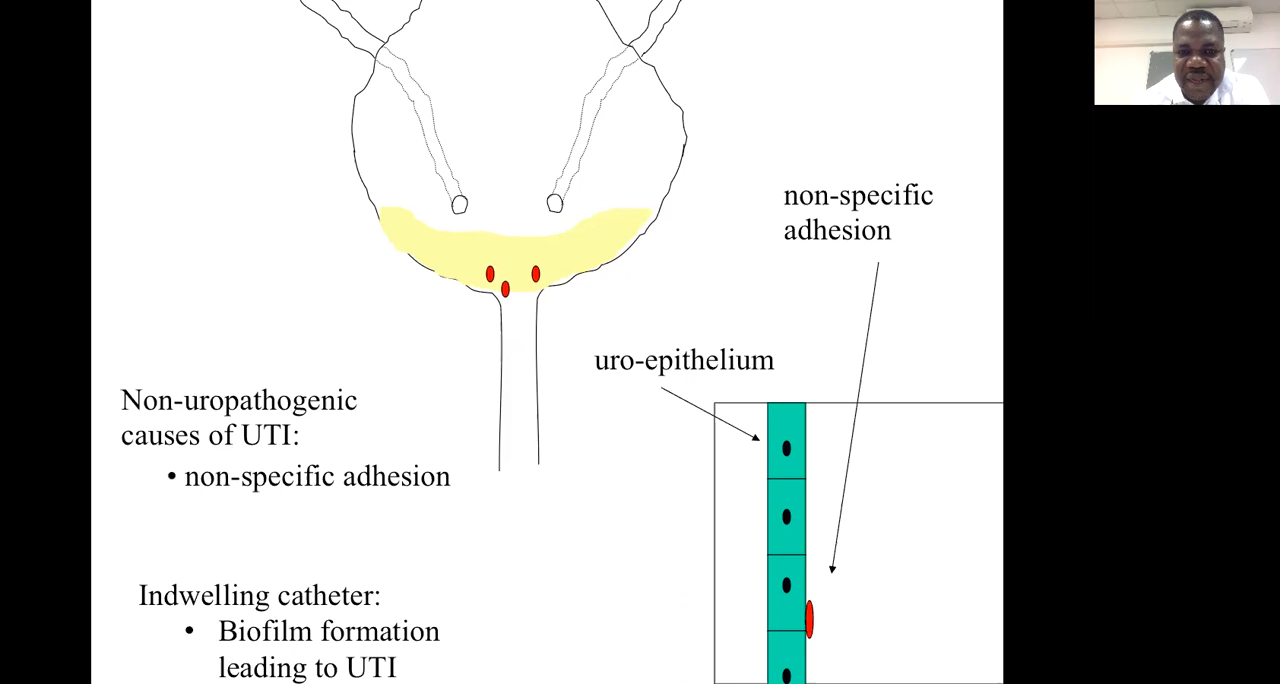 non-specific
adhesion
uro-epithelium
Non-uropathogenic
causes of UTI:
• non-specific adhesion
Indwelling catheter:
• Biofilm formation
leading to UTI